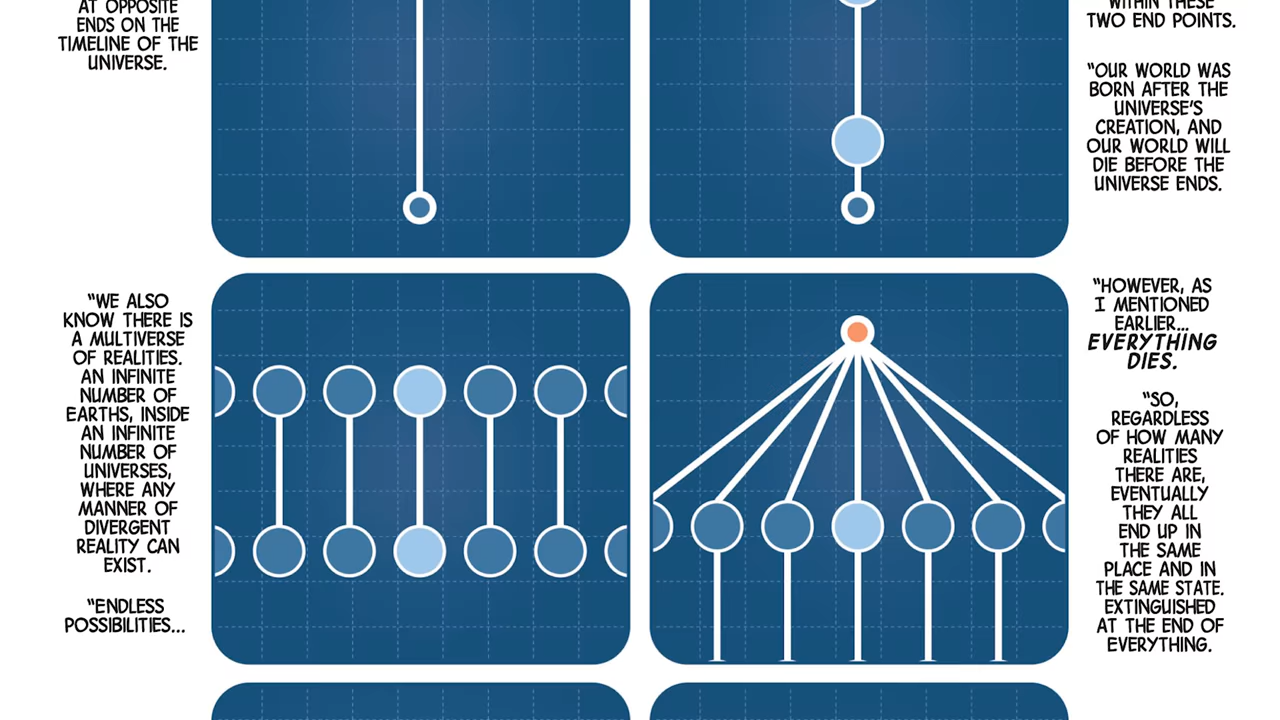 AT OPPOSITE
ENDS ON THE
TIMELINE OF THE
UNIVERSE.
WITHIN THESE
TWO END POINTS.
"OUR WORLD WAS
BORN AFTER THE
UNIVERSE'S
CREATION, AND
OUR WORLD WILL
DIE BEFORE THE
UNIVERSE ENDS.
"WE ALSO
KNOW THERE IS
A MULTIVERSE
OF REALITIES.
AN INFINITE
NUMBER OF
EARTHS, INSIDE
AN INFINITE
NUMBER OF
UNIVERSES,
WHERE ANY
MANNER OF
DIVERGENT
REALITY CAN
EXIST.
"ENDLESS
POSSIBILITIES...
"HOWEVER, AS
I MENTIONED
EARLIER...
EVERYTHING
DIES.
"SO,
REGARDLESS
OF HOW MANY
REALITIES
THERE ARE,
EVENTUALLY
THEY ALL
END UP IN
THE SAME
PLACE AND IN
THE SAME STATE.
EXTINGUISHED
AT THE END OF
EVERYTHING.